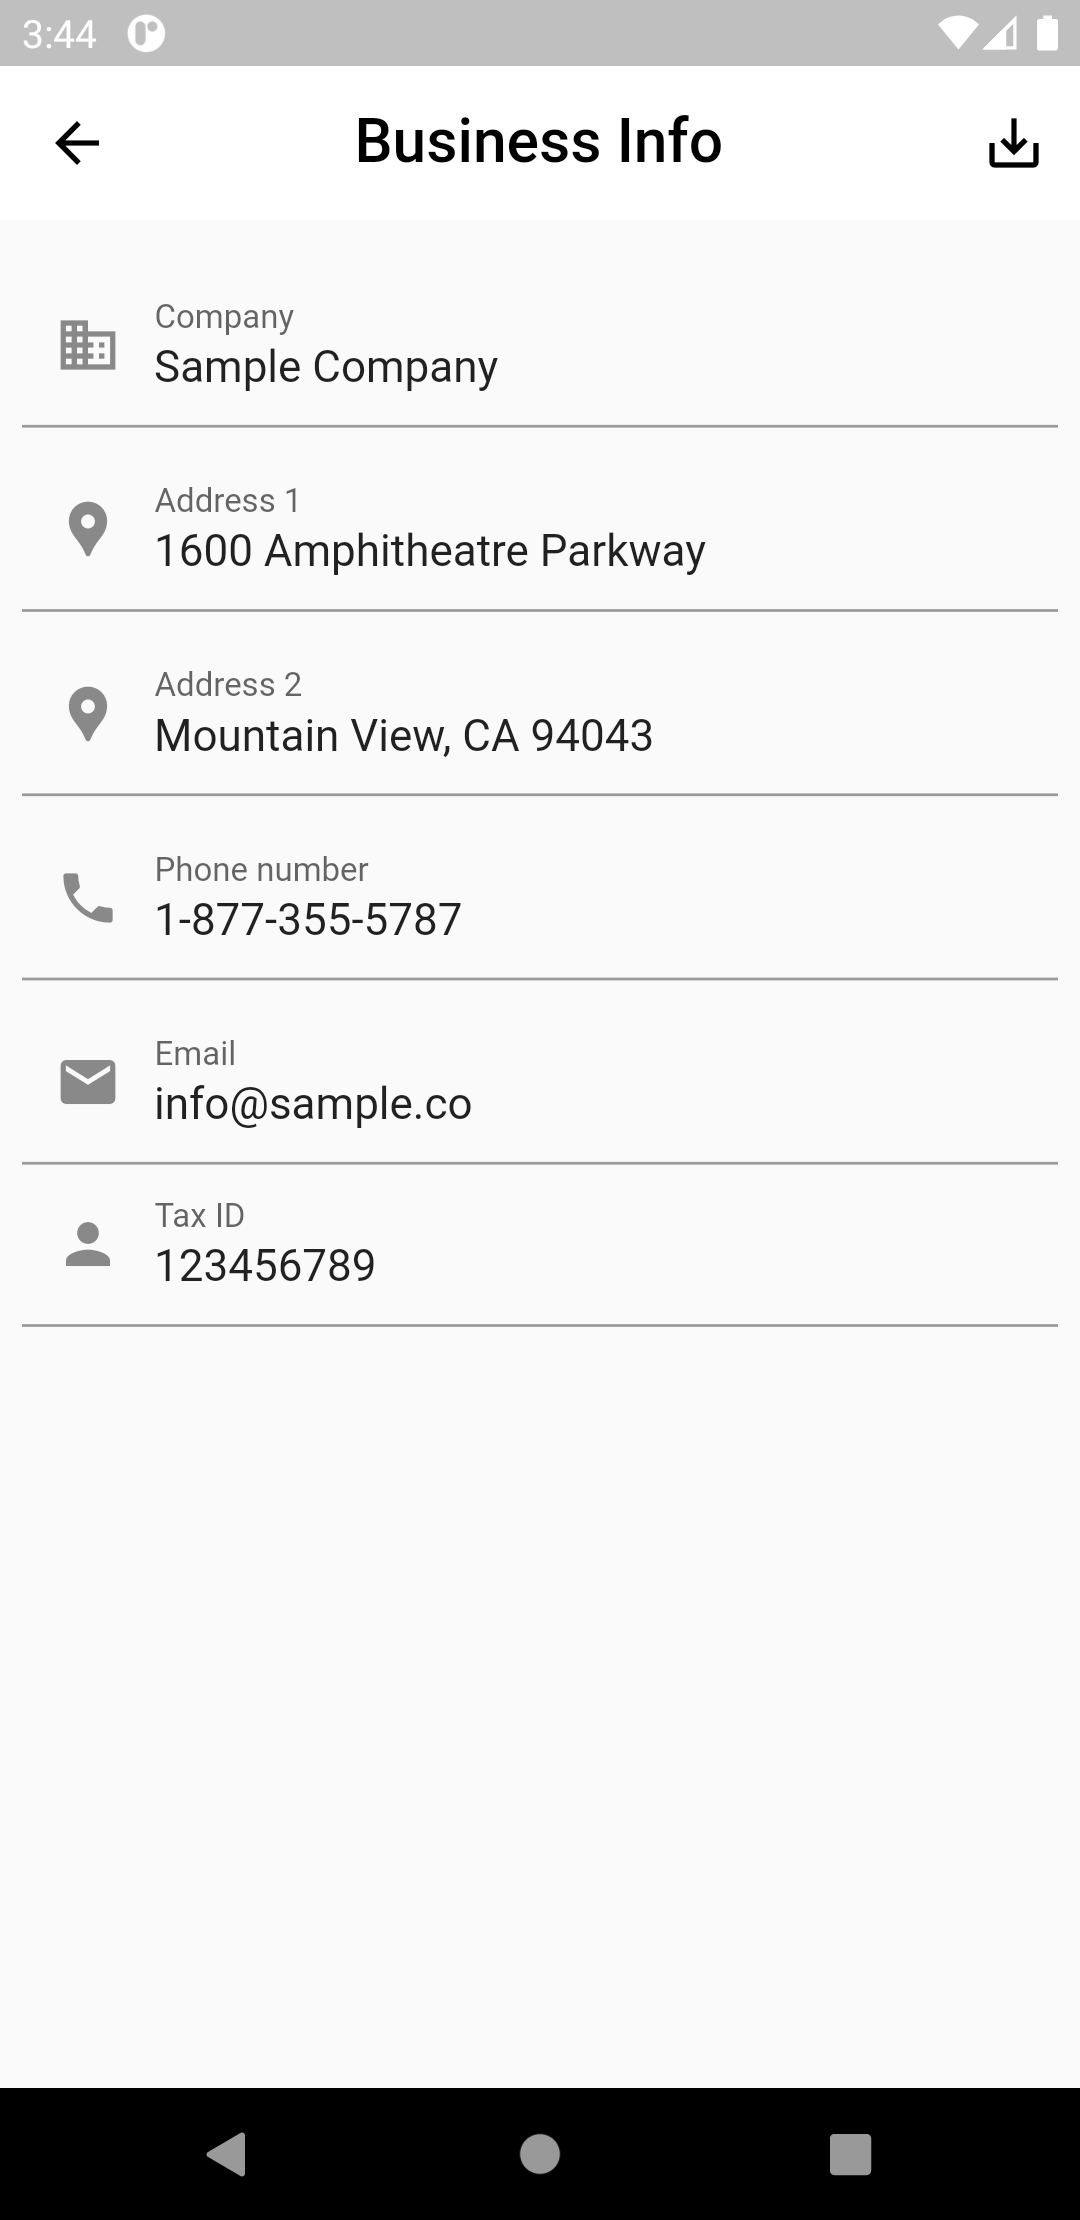 3:44
Business Info
Company
Sample Company
Address 1
1600 Amphitheatre Parkway
Address 2
Mountain View, CA 94043
Phone number
1-877-355-5787
Email
info@sample.co
Tax ID
123456789